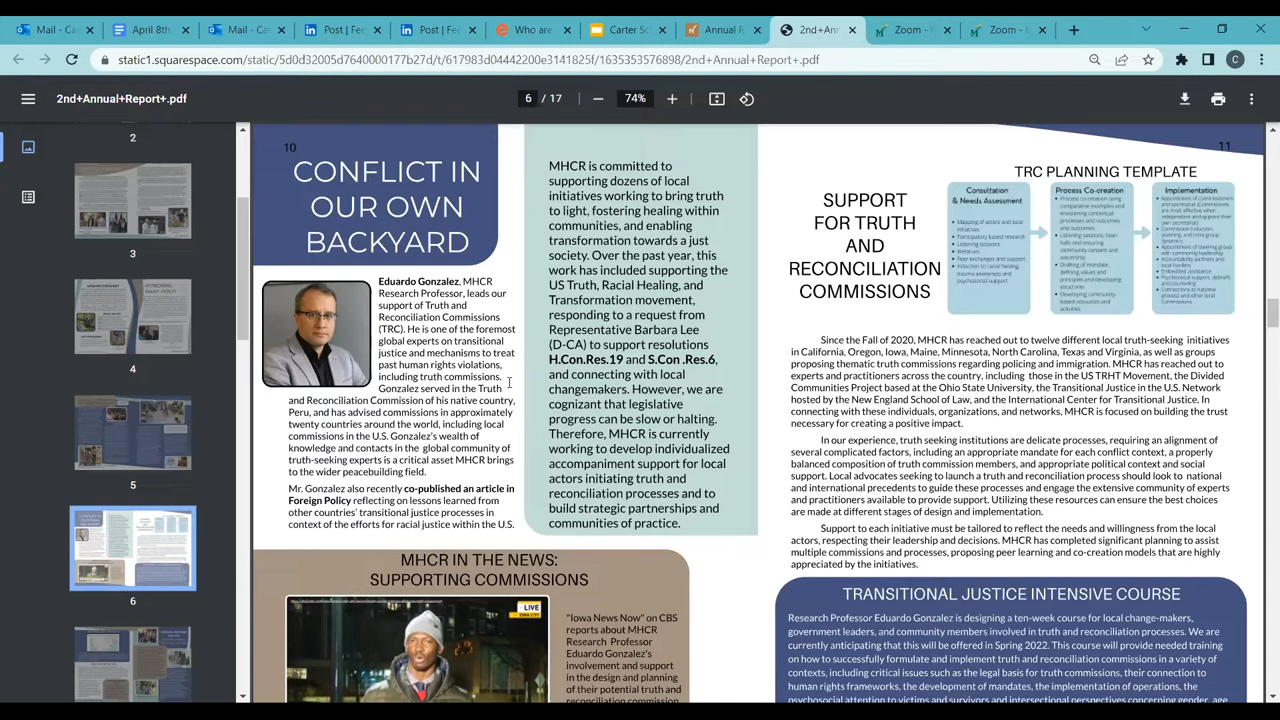 Mail - Ca
April 8th
Mail - Ca
Post | Fee
Post | Fee
Who are
Carter Sc
Annual R
2nd+Ann
Zoom -
Zoom -
static1.squarespace.com/static/5d0d32005d7640000177b27d/t/617983d04442200e3141825f/1635353576898/2nd+Annual+Report+.pdf
2nd+Annual+Report+.pdf
6 / 17
74%
2
3
4
5
6
10
CONFLICT IN
OUR OWN
BACKYARD
Eduardo Gonzalez, MHCR
Research Professor, leads our
support of Truth and
Reconciliation Commissions
(TRC). He is one of the foremost
global experts on transitional
justice and mechanisms to treat
past human rights violations,
including truth commissions.
Gonzalez served in the Truth
and Reconciliation Commission of his native country,
Peru, and has advised commissions in approximately
twenty countries around the world, including local
commissions in the U.S. Gonzalez's wealth of
knowledge and contacts in the global community of
truth-seeking experts is a critical asset MHCR brings
to the wider peacebuilding field.
Mr. Gonzalez also recently co-published an article in
Foreign Policy reflecting on lessons learned from
other countries' transitional justice processes in
context of the efforts for racial justice within the U.S.
MHCR is committed to
supporting dozens of local
initiatives working to bring truth
to light, fostering healing within
communities, and enabling
transformation towards a just
society. Over the past year, this
work has included supporting the
US Truth, Racial Healing, and
Transformation movement,
responding to a request from
Representative Barbara Lee
(D-CA) to support resolutions
H.Con.Res.19 and S.Con .Res.6,
and connecting with local
changemakers. However, we are
cognizant that legislative
progress can be slow or halting.
Therefore, MHCR is currently
working to develop individualized
accompaniment support for local
actors initiating truth and
reconciliation processes and to
build strategic partnerships and
communities of practice.
MHCR IN THE NEWS:
SUPPORTING COMMISSIONS
LIVE
"Iowa News Now" on CBS
reports about MHCR
Research Professor
Eduardo Gonzalez's
involvement and support
in the design and planning
of their potential truth and
reconciliation commission
11
SUPPORT
FOR TRUTH
AND
RECONCILIATION
COMMISSIONS
TRC PLANNING TEMPLATE
Consultation
& Needs Assessment
Mapping of actors and local
initiatives
Participatory based research
Listening sessions
Webinars
Peer exchanges and support
Process Co-creation
Implementation
Since the Fall of 2020, MHCR has reached out to twelve different local truth-seeking initiatives
in California, Oregon, Iowa, Maine, Minnesota, North Carolina, Texas and Virginia, as well as groups
proposing thematic truth commissions regarding policing and immigration. MHCR has reached out to
experts and practitioners across the country, including those in the US TRHT Movement, the Divided
Communities Project based at the Ohio State University, the Transitional Justice in the U.S. Network
hosted by the New England School of Law, and the International Center for Transitional Justice. In
connecting with these individuals, organizations, and networks, MHCR is focused on building the trust
necessary for creating a positive impact.
In our experience, truth seeking institutions are delicate processes, requiring an alignment of
several complicated factors, including an appropriate mandate for each conflict context, a properly
balanced composition of truth commission members, and appropriate political context and social
support. Local advocates seeking to launch a truth and reconciliation process should look to national
and international precedents to guide these processes and engage the extensive community of experts
and practitioners available to provide support. Utilizing these resources can ensure the best choices
are made at different stages of design and implementation.
Support to each initiative must be tailored to reflect the needs and willingness from the local
actors, respecting their leadership and decisions. MHCR has completed significant planning to assist
multiple commissions and processes, proposing peer learning and co-creation models that are highly
appreciated by the initiatives.
TRANSITIONAL JUSTICE INTENSIVE COURSE
Research Professor Eduardo Gonzalez is designing a ten-week course for local change-makers,
government leaders, and community members involved in truth and reconciliation processes. We are
currently anticipating that this will be offered in Spring 2022. This course will provide needed training
on how to successfully formulate and implement truth and reconciliation commissions in a variety of
contexts, including critical issues such as the legal basis for truth commissions, their connection to
human rights frameworks, the development of mandates, the implementation of operations, the
psychosocial attention to victims and survivors and intersectional perspectives concerning gender, age